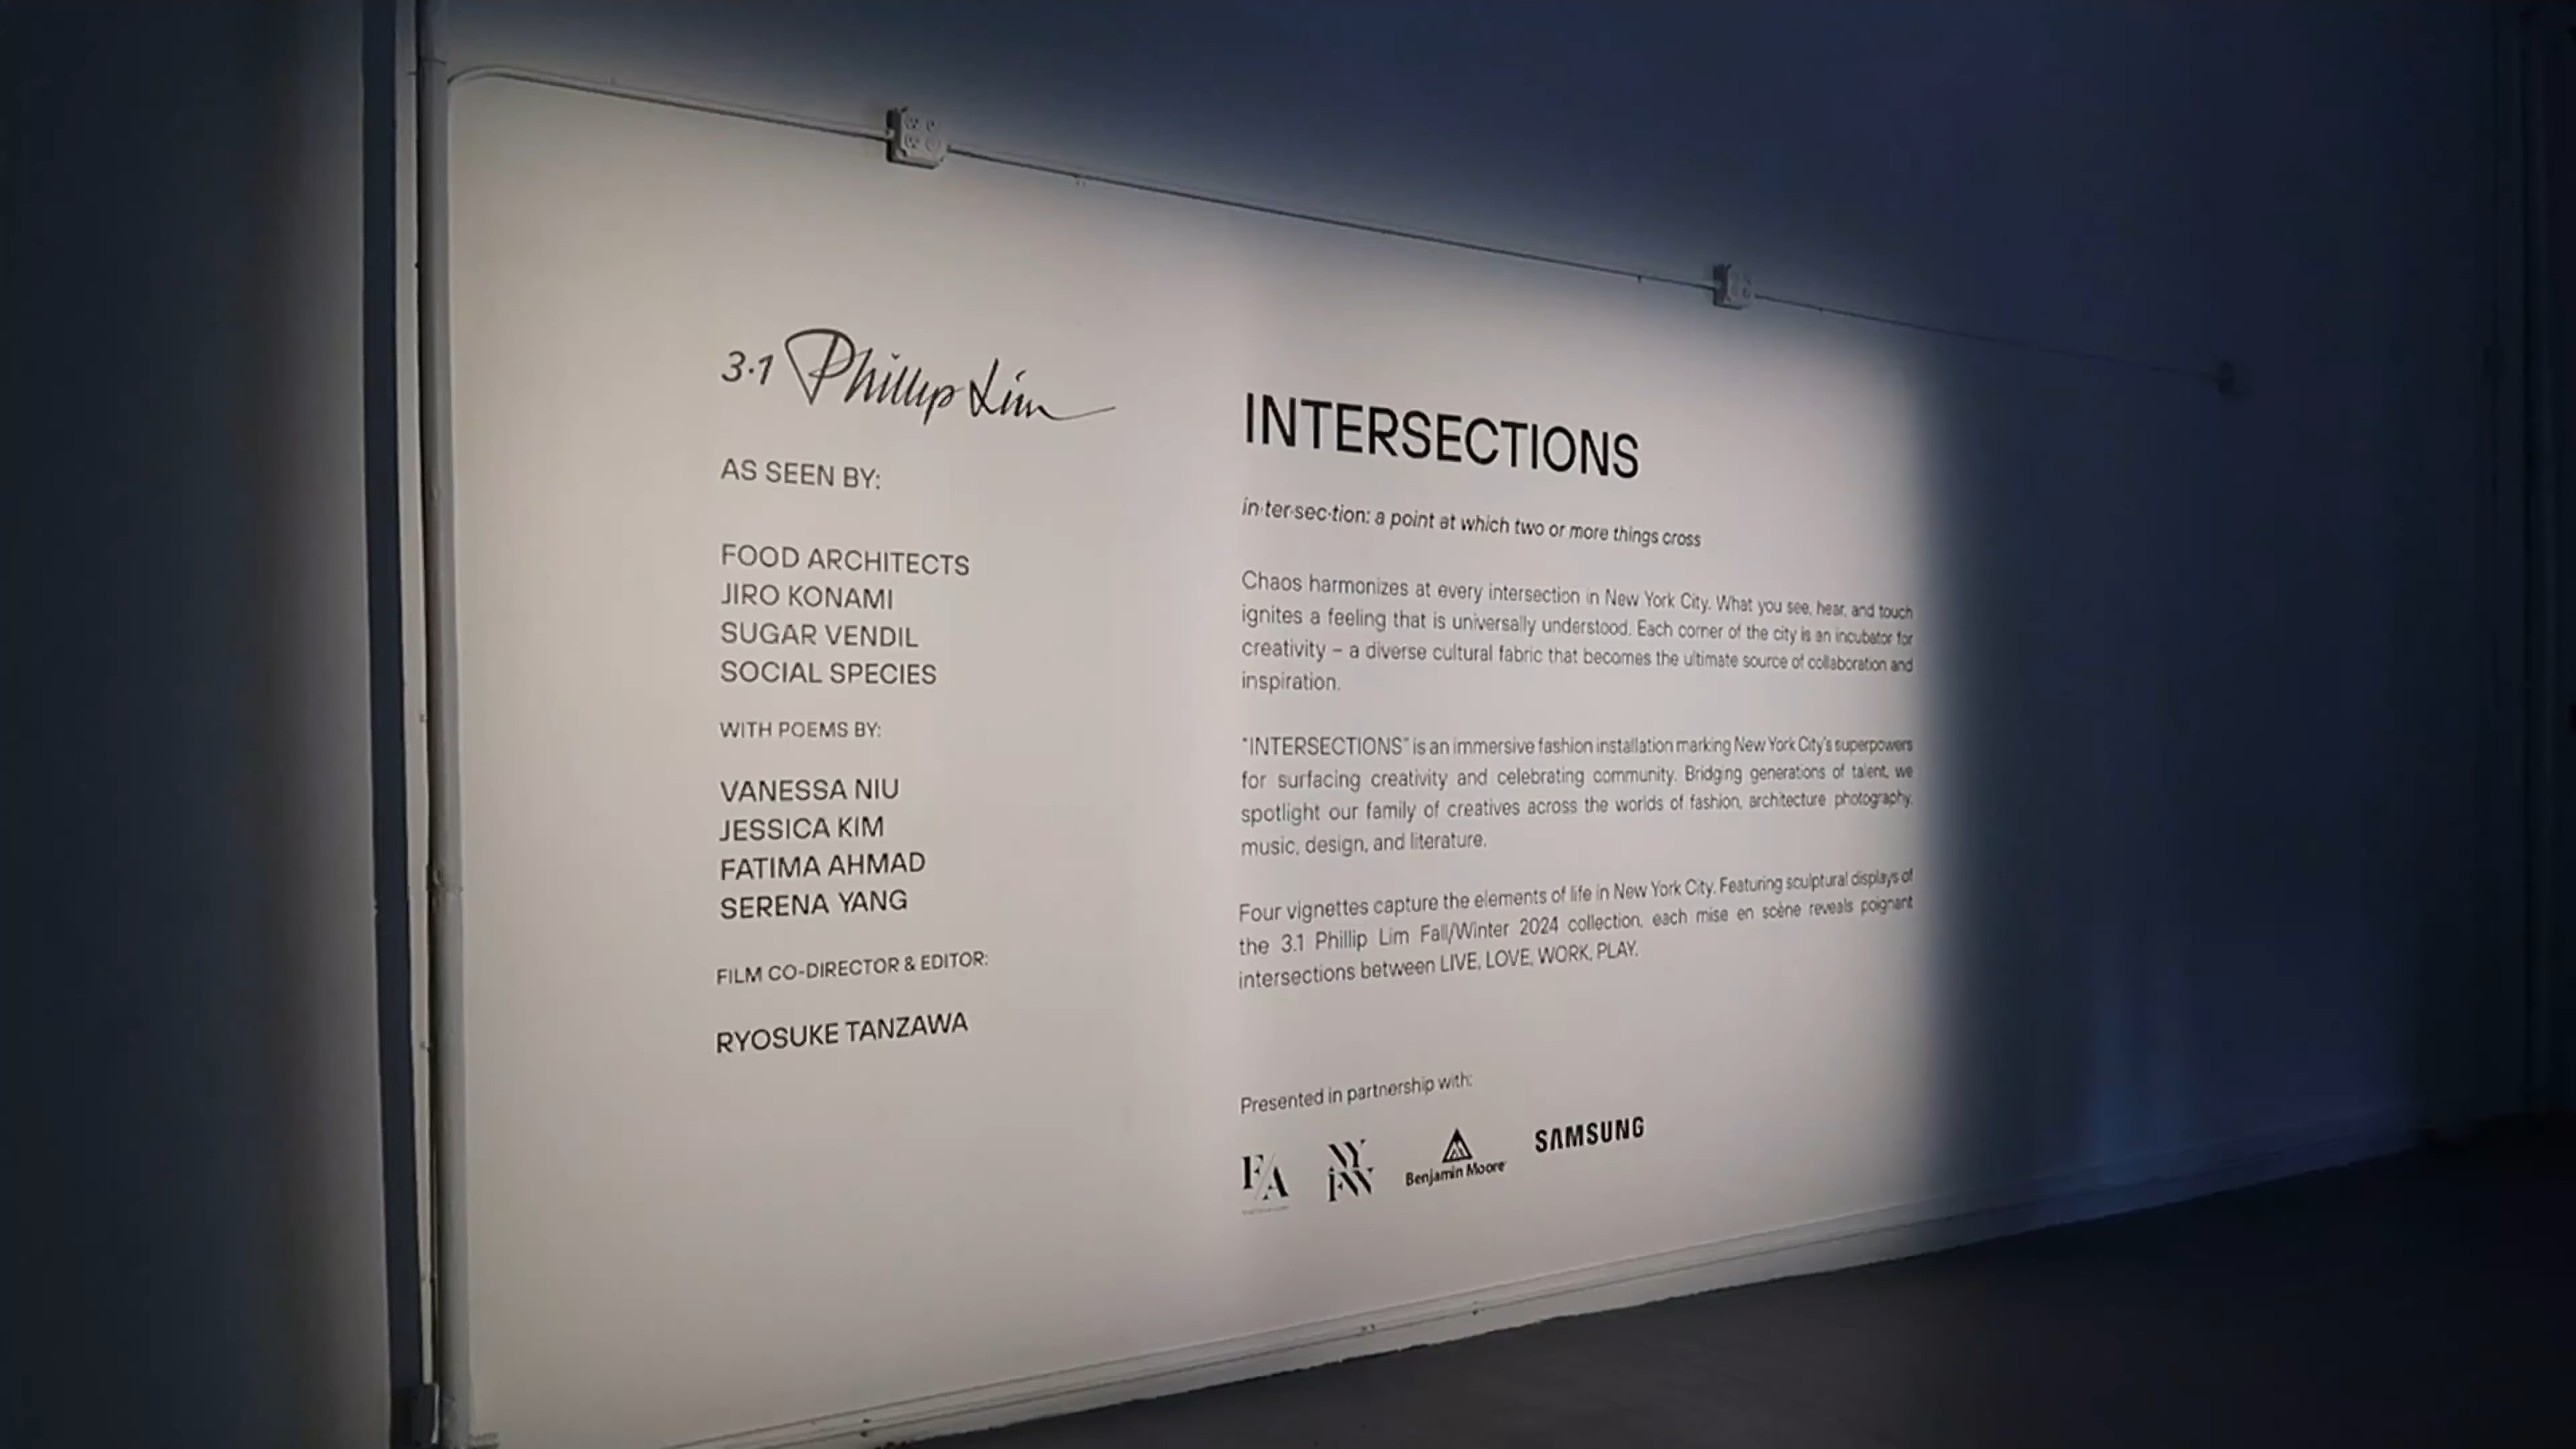 3.1 Phillip Lim
AS SEEN BY:
FOOD ARCHITECTS
JIRO KONAMI
SUGAR VENDIL
SOCIAL SPECIES
WITH POEMS BY:
VANESSA NIU
JESSICA KIM
FATIMA AHMAD
SERENA YANG
FILM CO-DIRECTOR & EDITOR:
RYOSUKE TANZAWA
INTERSECTIONS
in·ter·sec·tion: a point at which two or more things cross
Chaos harmonizes at every intersection in New York City. What you see, hear, and touch
ignites a feeling that is universally understood. Each corner of the city is an incubator for
creativity – a diverse cultural fabric that becomes the ultimate source of collaboration and
inspiration.
"INTERSECTIONS" is an immersive fashion installation marking New York City's superpowers
for surfacing creativity and celebrating community. Bridging generations of talent, we
spotlight our family of creatives across the worlds of fashion, architecture photography,
music, design, and literature.
Four vignettes capture the elements of life in New York City. Featuring sculptural displays of
the 3.1 Phillip Lim Fall/Winter 2024 collection, each mise en scène reveals poignant
intersections between LIVE, LOVE, WORK, PLAY.
Presented in partnership with:
F/A
NY
FW
Benjamin Moore
SAMSUNG